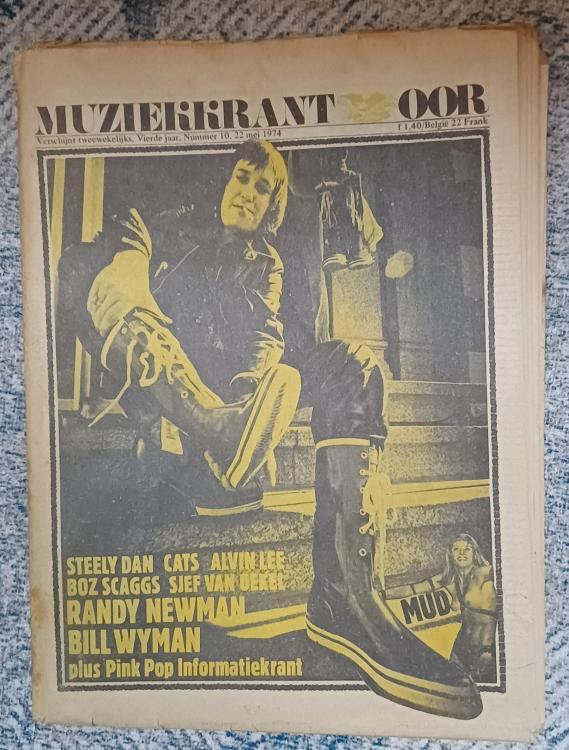 MUZIEKKRANT OOR
Verschijnt tweewekelijks, Vierde jaar, Nummer 10, 22 mei 1974 f 1,40/België 22 Frank
STEELY DAN CATS ALVIN LEE
BOZ SCAGGS SJEF VAN OEKEL
RANDY NEWMAN
BILL WYMAN
plus Pink Pop Informatiekrant
MUD